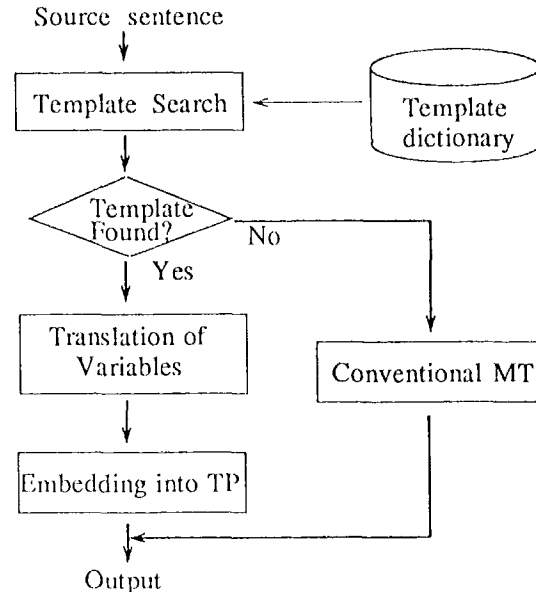 Source sentence
Template Search
Template
dictionary
Template
Found?
No
Yes
Translation of
Variables
Conventional MT
Embedding into TP
Output